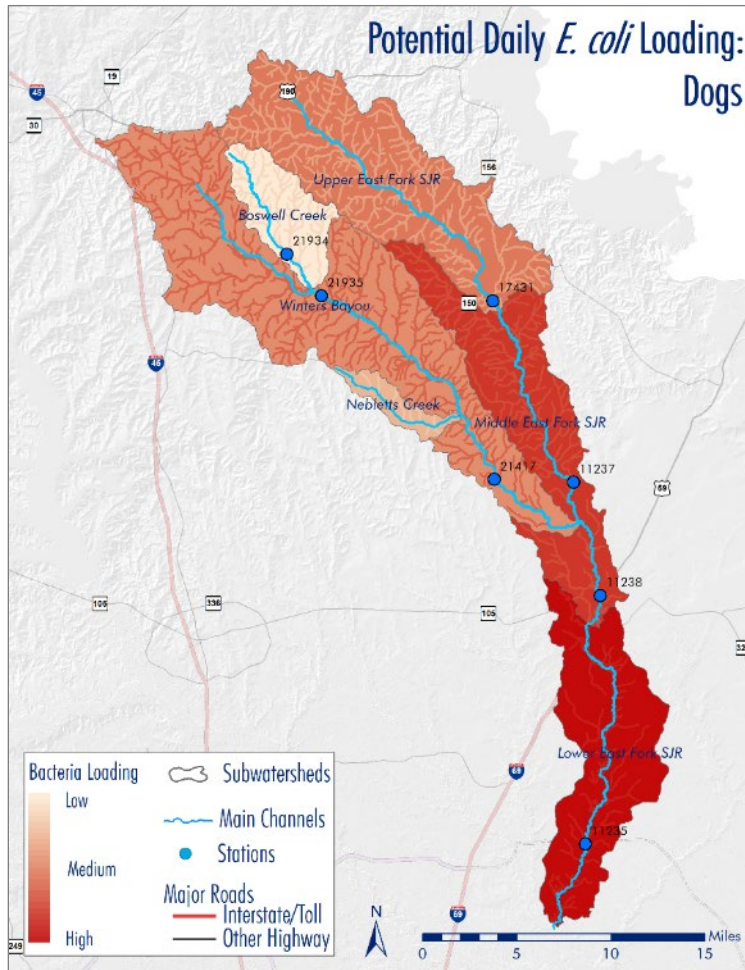 Potential Daily E. coli Loading:
Dogs
19
45
30
190
156
Upper East Fork SJR
Boswell Creek
21934
21935
Winters Bayou
17431
150
45
Nebletts Creek
Middle East Fork SJR
21417
11237
59
11238
105
336
105
Lower East Fork SJR
69
11235
69
249
Bacteria Loading
Low
Medium
High
Subwatersheds
Main Channels
Stations
Major Roads
Interstate/Toll
Other Highway
N
Miles
0 5 10 15